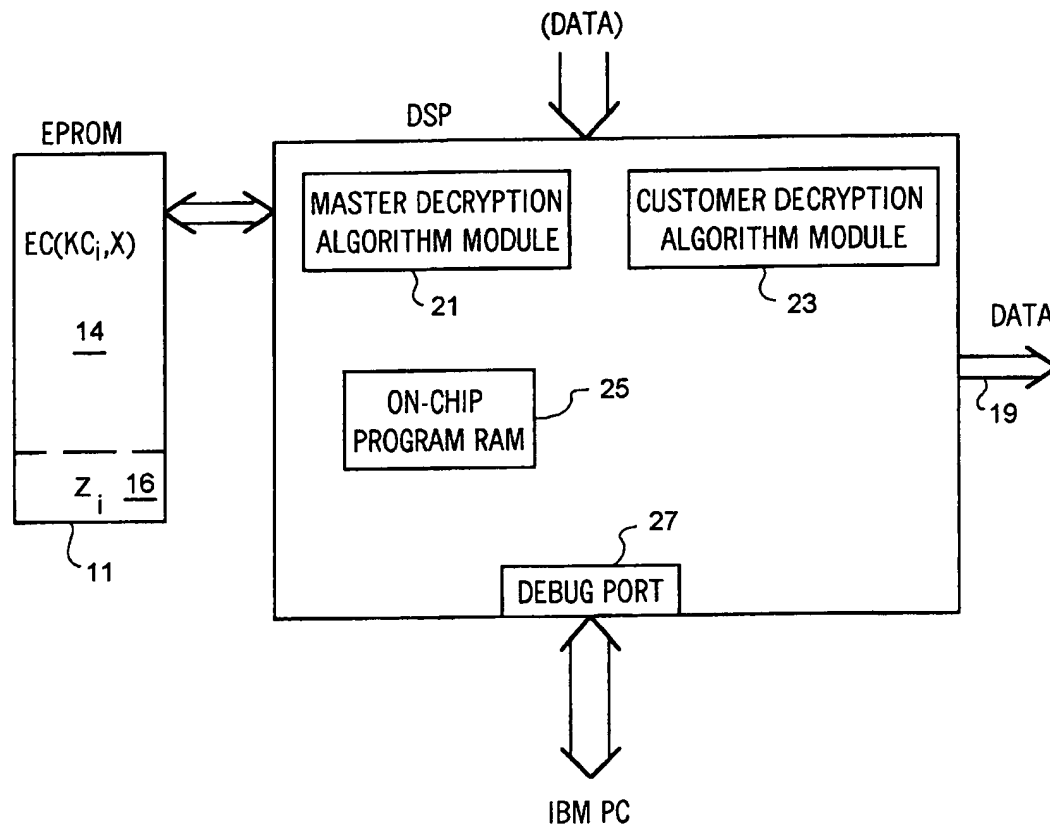 (DATA)
EPROM
DSP
EC(KCi,X)
14
Zi 16
11
MASTER DECRYPTION
ALGORITHM MODULE
21
CUSTOMER DECRYPTION
ALGORITHM MODULE
23
DATA
19
ON-CHIP
PROGRAM RAM
25
27
DEBUG PORT
IBM PC